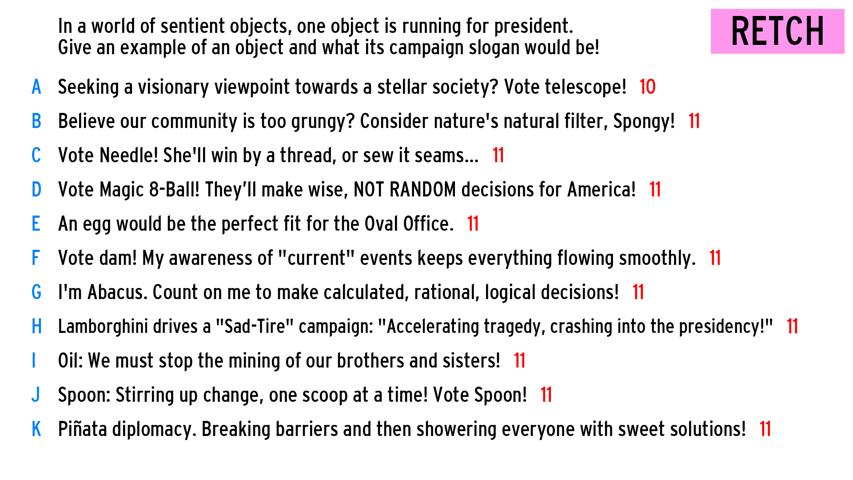 In a world of sentient objects, one object is running for president.
Give an example of an object and what its campaign slogan would be!
RETCH
A Seeking a visionary viewpoint towards a stellar society? Vote telescope! 10
B Believe our community is too grungy? Consider nature's natural filter, Spongy! 11
C Vote Needle! She'll win by a thread, or sew it seams... 11
D Vote Magic 8-Ball! They’ll make wise, NOT RANDOM decisions for America! 11
E An egg would be the perfect fit for the Oval Office. 11
F Vote dam! My awareness of "current" events keeps everything flowing smoothly. 11
G I'm Abacus. Count on me to make calculated, rational, logical decisions! 11
H Lamborghini drives a "Sad-Tire" campaign: "Accelerating tragedy, crashing into the presidency!" 11
I Oil: We must stop the mining of our brothers and sisters! 11
J Spoon: Stirring up change, one scoop at a time! Vote Spoon! 11
K Piñata diplomacy. Breaking barriers and then showering everyone with sweet solutions! 11